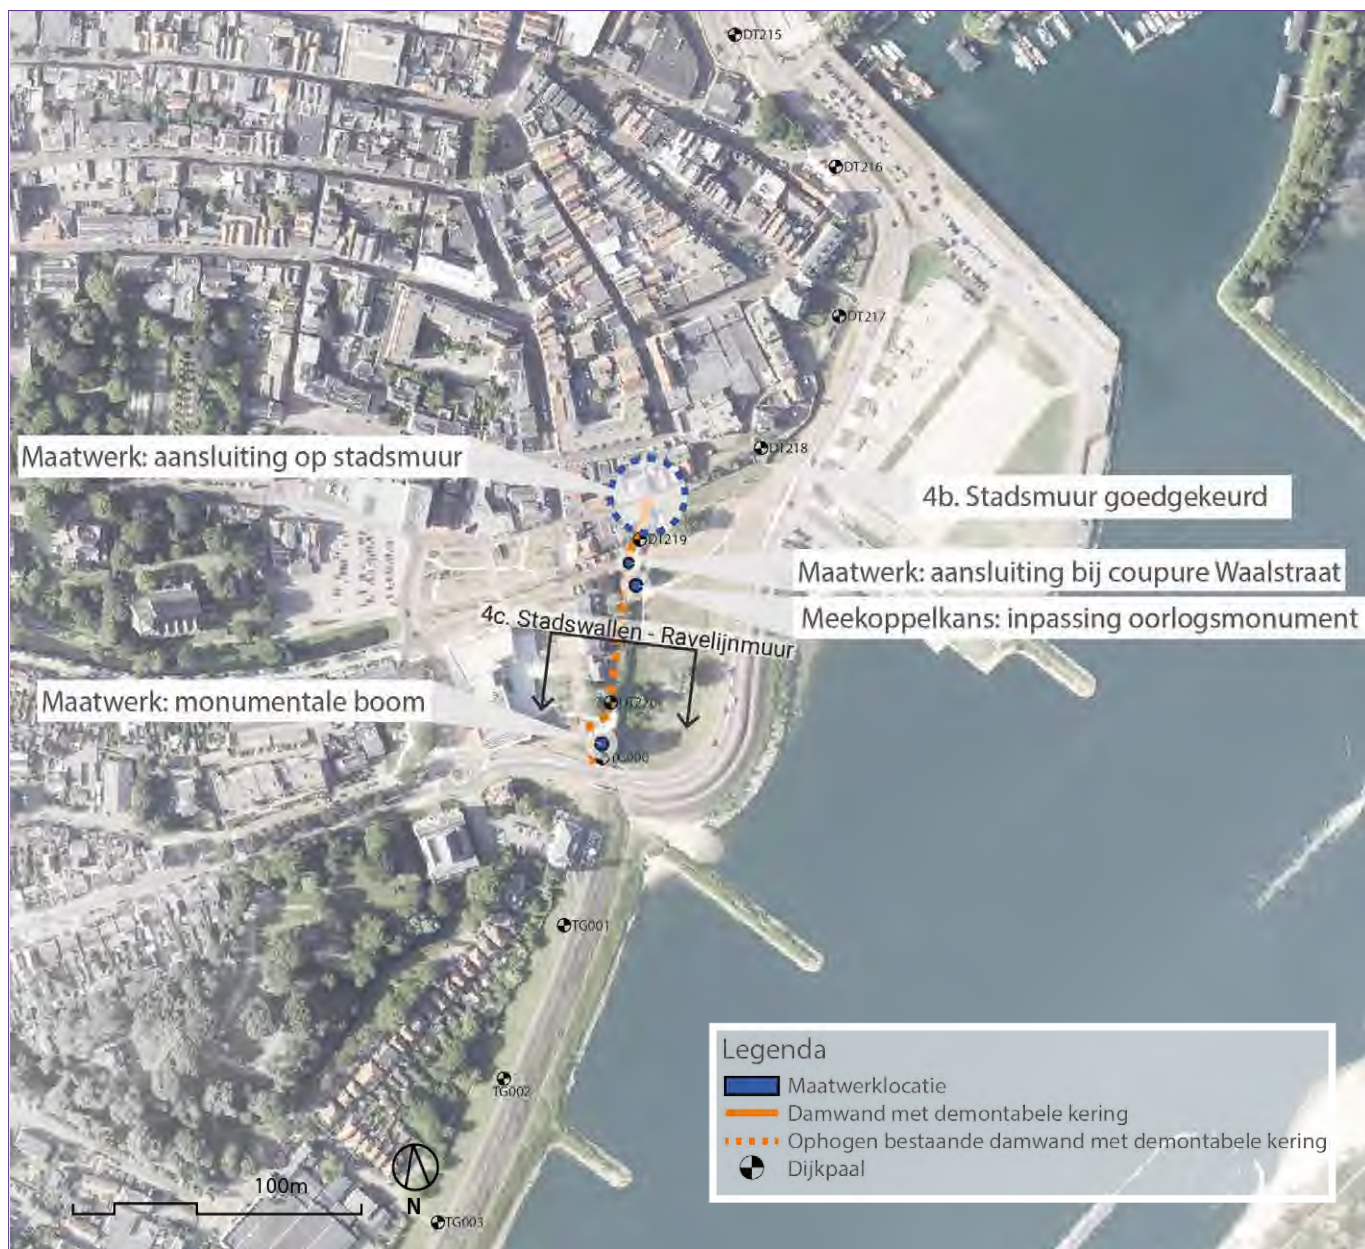 DT215
DT216
DT217
DT218
Maatwerk: aansluiting op stadsmuur
4b. Stadsmuur goedgekeurd
DT219
Maatwerk: aansluiting bij coupure Waalstraat
Meekoppelkans: inpassing oorlogsmonument
4c. Stadswallen - Ravelijnmuur
Maatwerk: monumentale boom
DT220
TG000
TG001
TG002
TG003
100m
N
Legenda
Maatwerklocatie
Damwand met demontabele kering
Ophogen bestaande damwand met demontabele kering
Dijkpaal